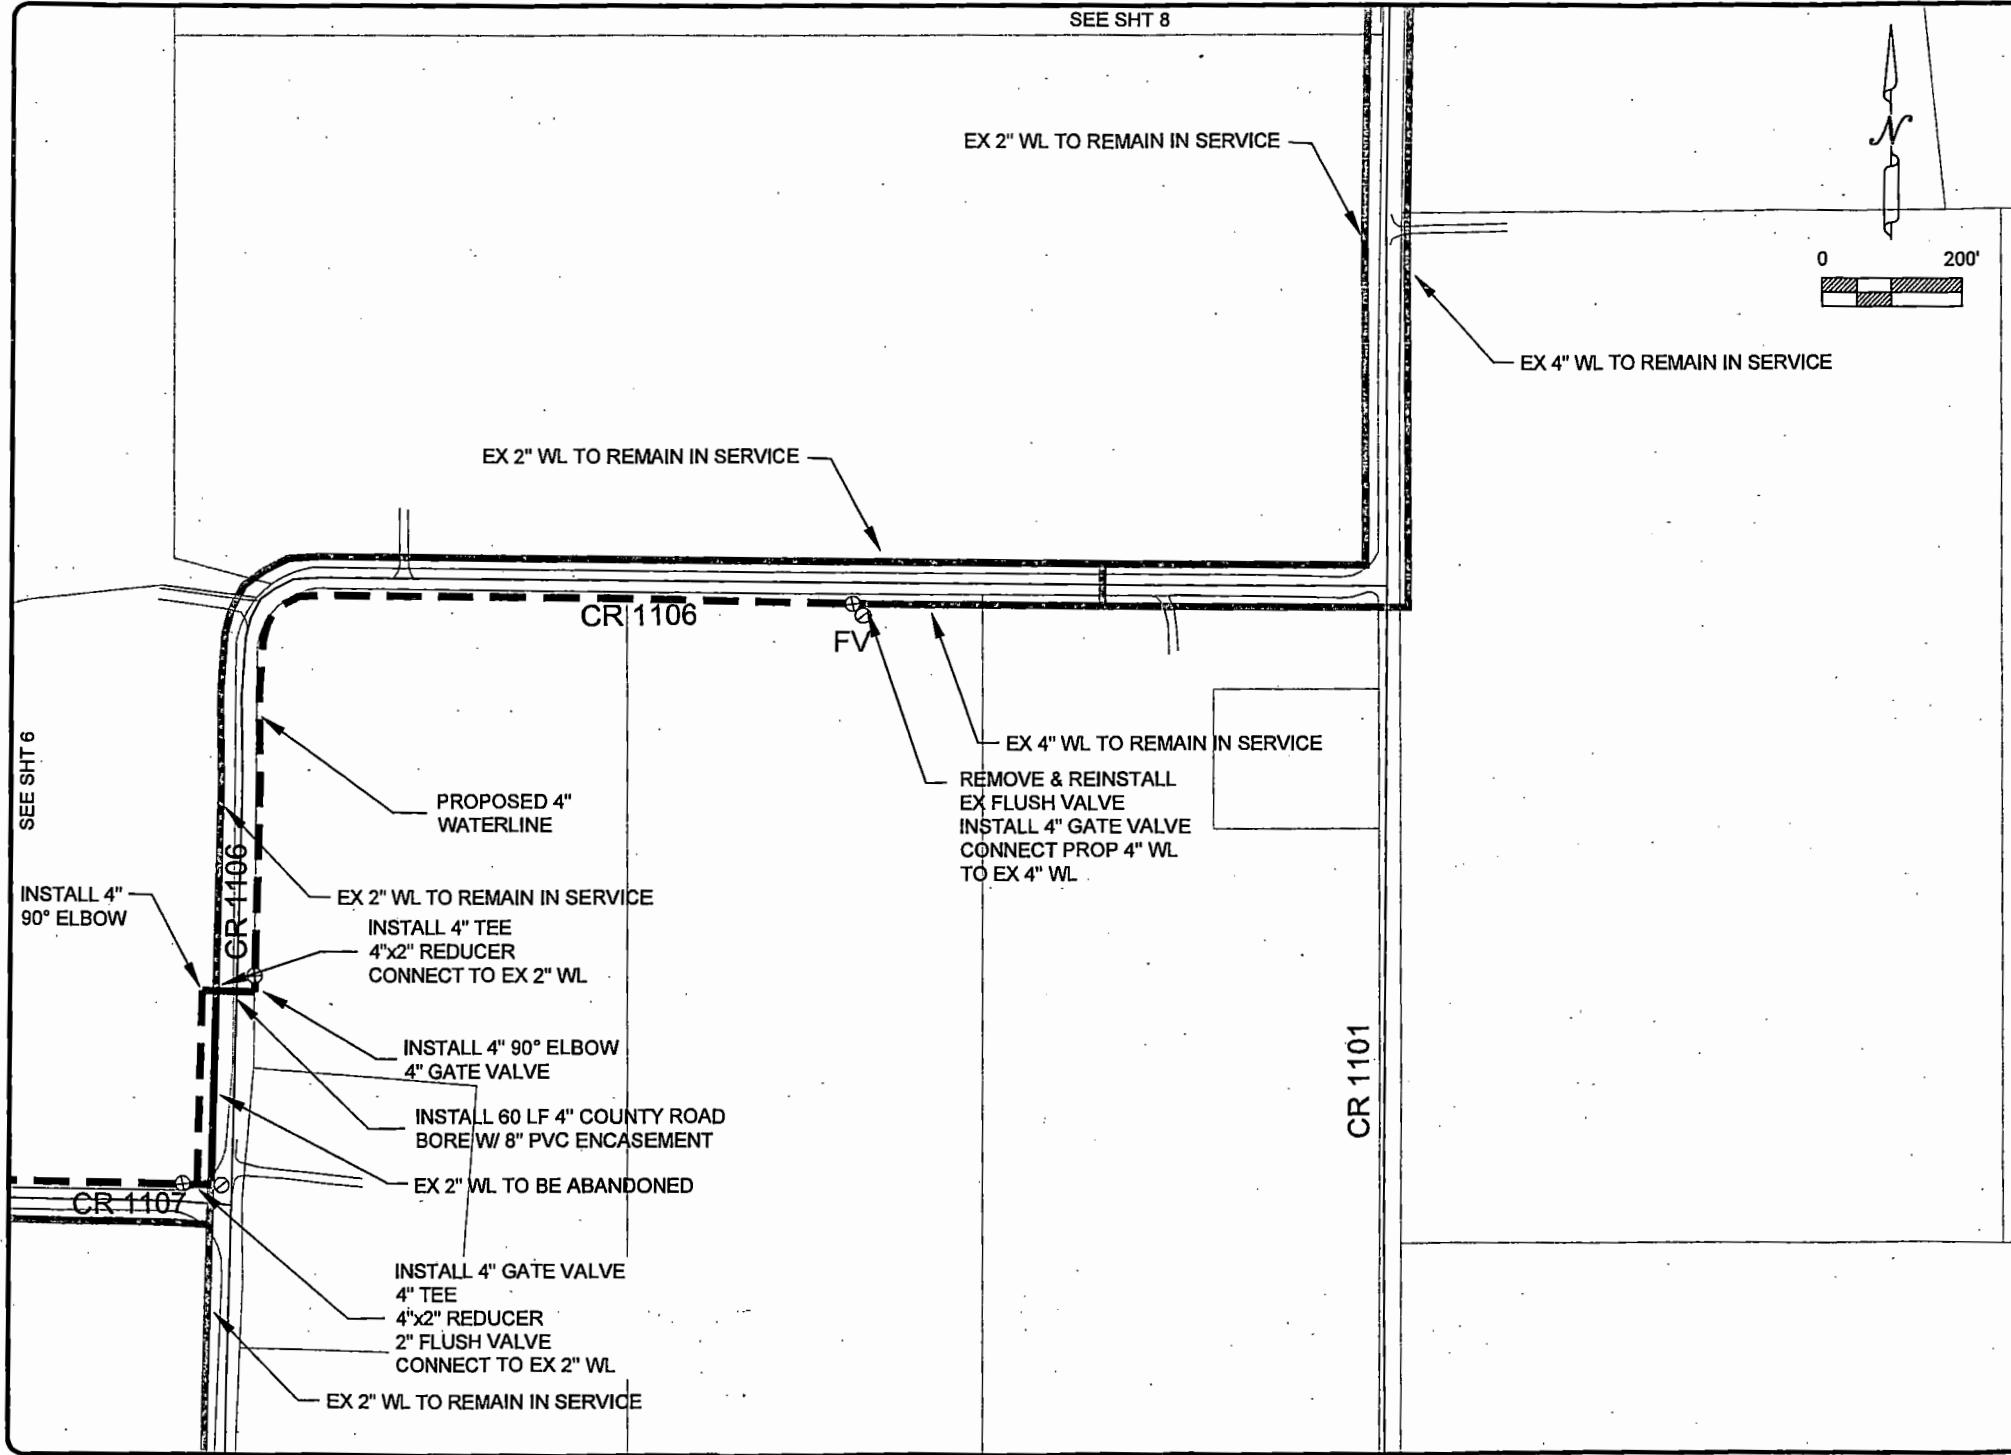 SEE SHT 8
EX 2" WL TO REMAIN IN SERVICE
N
0 200'
EX 4" WL TO REMAIN IN SERVICE
EX 2" WL TO REMAIN IN SERVICE
CR 1106
FV
SEE SHT 6
EX 4" WL TO REMAIN IN SERVICE
REMOVE & REINSTALL
EX FLUSH VALVE
INSTALL 4" GATE VALVE
CONNECT PROP 4" WL
TO EX 4" WL
PROPOSED 4"
WATERLINE
CR 1106
INSTALL 4"
90° ELBOW
EX 2" WL TO REMAIN IN SERVICE
INSTALL 4" TEE
4"x2" REDUCER
CONNECT TO EX 2" WL
INSTALL 4" 90° ELBOW
4" GATE VALVE
CR 1101
INSTALL 60 LF 4" COUNTY ROAD
BORE W/ 8" PVC ENCASEMENT
EX 2" WL TO BE ABANDONED
CR 1107
INSTALL 4" GATE VALVE
4" TEE
4"x2" REDUCER
2" FLUSH VALVE
CONNECT TO EX 2" WL
EX 2" WL TO REMAIN IN SERVICE